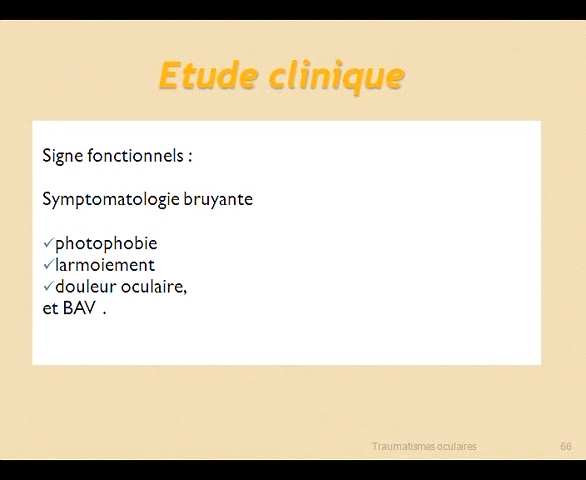 Etude clinique
Signe fonctionnels :
Symptomatologie bruyante
✓photophobie
✓larmoiement
✓douleur oculaire,
et BAV .
Traumatismes oculaires
66